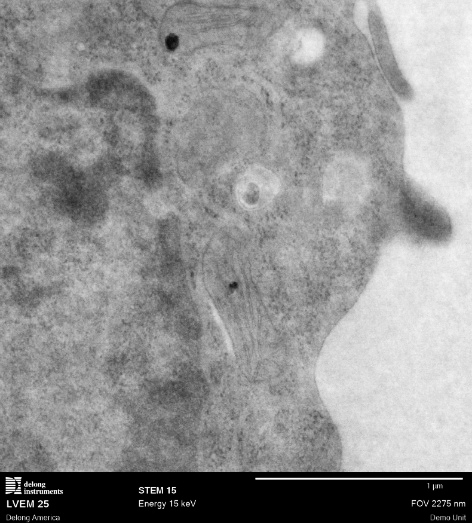 delong
instruments
LVEM 25
Delong America
STEM 15
Energy 15 keV
1 µm
FOV 2275 nm
Demo Unit